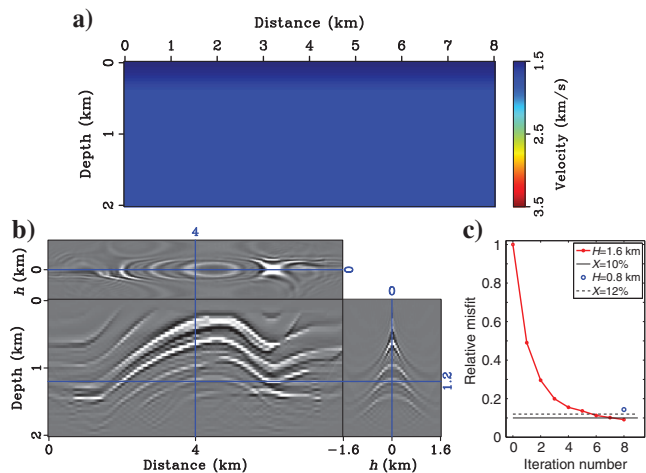 a)
Distance (km)
0 1 2 3 4 5 6 7 8
Depth (km)
0
1
2
Velocity (km/s)
1.5
2.5
3.5
b)
4
h (km)
0
0
0
Depth (km)
0
1
2
1.2
0 4 8
Distance (km)
-1.6 0 1.6
h (km)
c)
Relative misfit
1
0.8
0.6
0.4
0.2
0
0 2 4 6 8
Iteration number
H=1.6 km
X=10%
H=0.8 km
X=12%